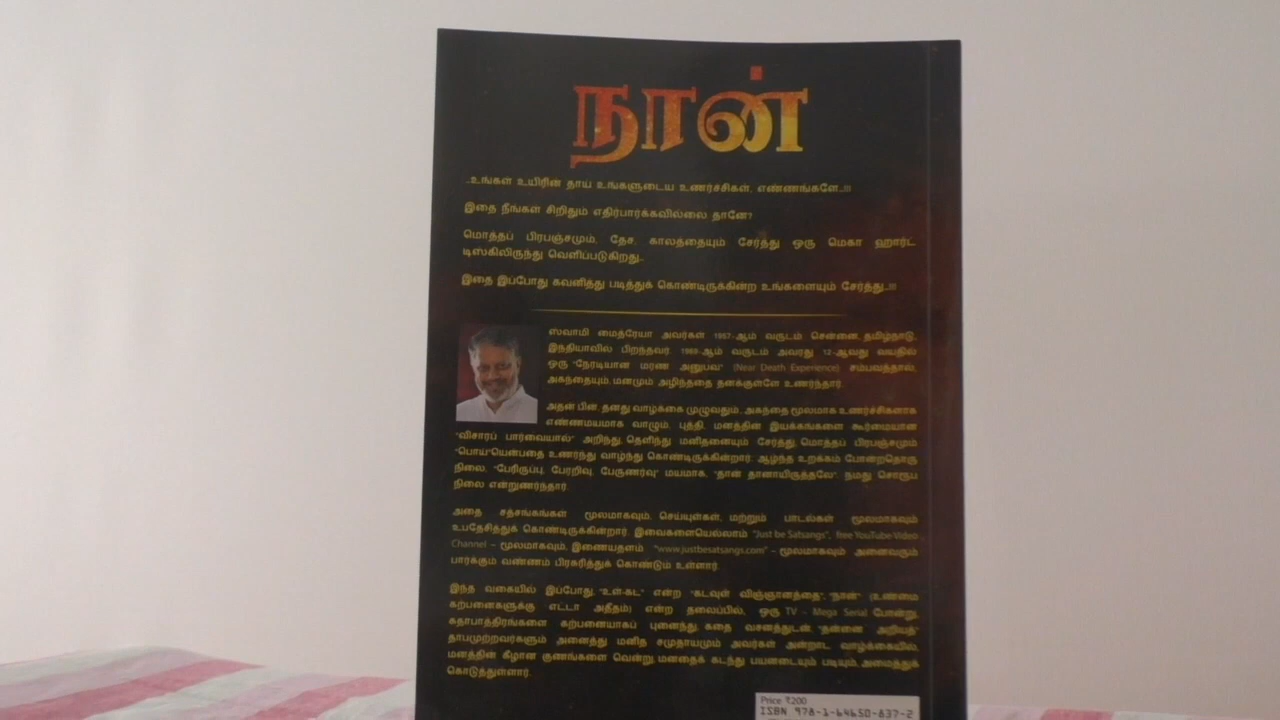 நான்
..உங்கள் உயிரின் தாய் உங்களுடைய உணர்ச்சிகள், எண்ணங்களே..!!!
இதை நீங்கள் சிறிதும் எதிர்பார்க்கவில்லை தானே?
மொத்தப் பிரபஞ்சமும், தேச, காலத்தையும் சேர்த்து ஒரு மெகா ஹார்ட்
டிஸ்கிலிருந்து வெளிப்படுகிறது..
இதை இப்போது கவனித்து படித்துக் கொண்டிருக்கின்ற உங்களையும் சேர்த்து..!!!
ஸ்வாமி மைத்ரேயா அவர்கள் 1957-ஆம் வருடம் சென்னை, தமிழ்நாடு,
இந்தியாவில் பிறந்தவர். 1969-ஆம் வருடம் அவரது 12-ஆவது வயதில்
ஒரு "நேரடியான மரண அனுபவ" (Near Death Experience) சம்பவத்தால்,
அகந்தையும், மனமும் அழிந்ததை தனக்குள்ளே உணர்ந்தார்.
அதன் பின், தனது வாழ்க்கை முழுவதும், அகந்தை மூலமாக உணர்ச்சிகளாக
எண்ணமயமாக வாழும், புத்தி, மனத்தின் இயக்கங்களை கூர்மையான
"விசாரப் பார்வையால்" அறிந்து, தெளிந்து மனிதனையும் சேர்த்து, மொத்தப் பிரபஞ்சமும்
"பொய்"யென்பதை உணர்ந்து வாழ்ந்து கொண்டிருக்கின்றார். ஆழ்ந்த உறக்கம் போன்றதொரு
நிலை, "பேரிருப்பு, பேரறிவு, பேருணர்வு" மயமாக, "தான் தானாயிருத்தலே", நமது சொரூப
நிலை என்றுணர்ந்தார்.
அதை சத்சங்கங்கள் மூலமாகவும், செய்யுள்கள், மற்றும் பாடல்கள் மூலமாகவும்
உபதேசித்துக் கொண்டிருக்கின்றார். இவைகளையெல்லாம் "Just be Satsangs", free YouTube Video
Channel – மூலமாகவும், இணையதளம் "www.justbesatsangs.com" – மூலமாகவும் அனைவரும்
பார்க்கும் வண்ணம் பிரசுரித்துக் கொண்டும் உள்ளார்.
இந்த வகையில் இப்போது, "உள்-கட" என்ற "கடவுள் விஞ்ஞானத்தை", "நான்" (உண்மை
கற்பனைகளுக்கு எட்டா அதீதம்) என்ற தலைப்பில், ஒரு TV – Mega Serial போன்று,
கதாபாத்திரங்களை கற்பனையாகப் புனைந்து, கதை வசனத்துடன், "தன்னை அறியத்"
தாபமுற்றவர்களும் அனைத்து மனித சமுதாயமும் அவர்கள் அன்றாட வாழ்க்கையில்,
மனத்தின் கீழான குணங்களை வென்று, மனதைக் கடந்து பயனடையும் படியும், அமைத்துக்
கொடுத்துள்ளார்.
Price ₹200
ISBN 978-1-64650-837-2